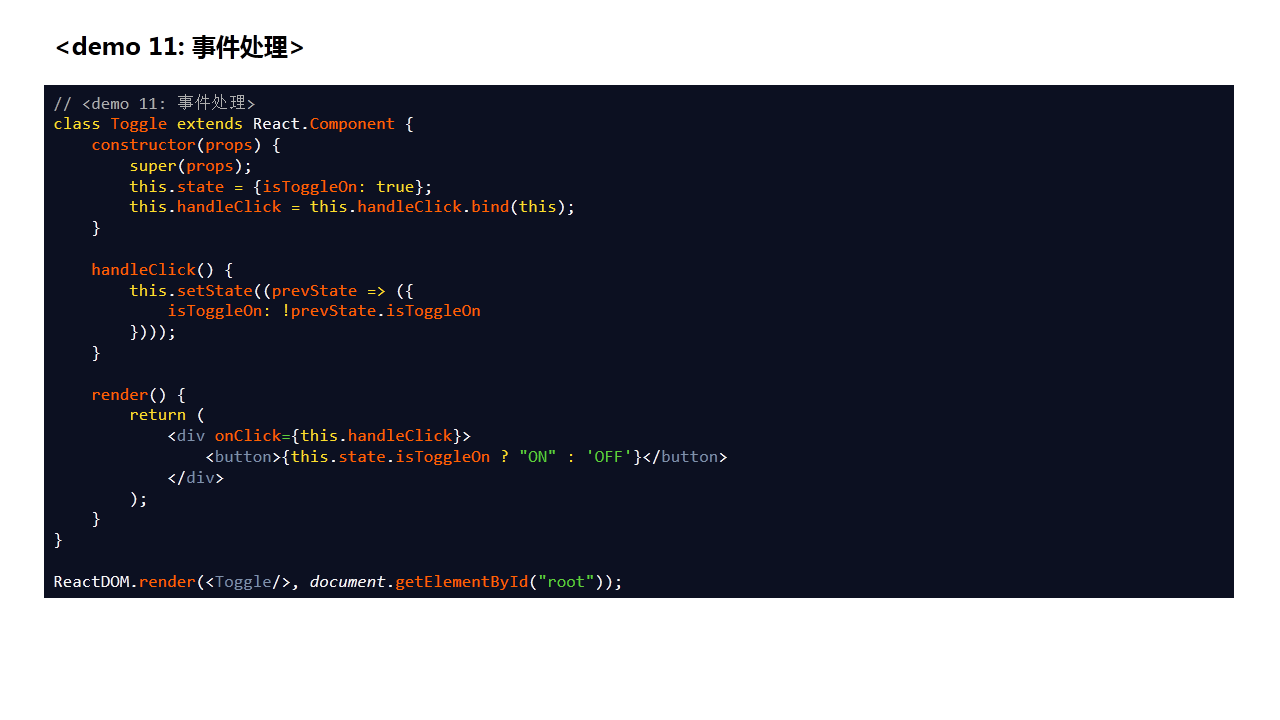 <demo 11: 事件处理>
// <demo 11: 事件处理>
class Toggle extends React.Component {
    constructor(props) {
        super(props);
        this.state = {isToggleOn: true};
        this.handleClick = this.handleClick.bind(this);
    }

    handleClick() {
        this.setState((prevState => ({
            isToggleOn: !prevState.isToggleOn
        })));
    }

    render() {
        return (
            <div onClick={this.handleClick}>
                <button>{this.state.isToggleOn ? "ON" : 'OFF'}</button>
            </div>
        );
    }
}

ReactDOM.render(<Toggle/>, document.getElementById("root"));